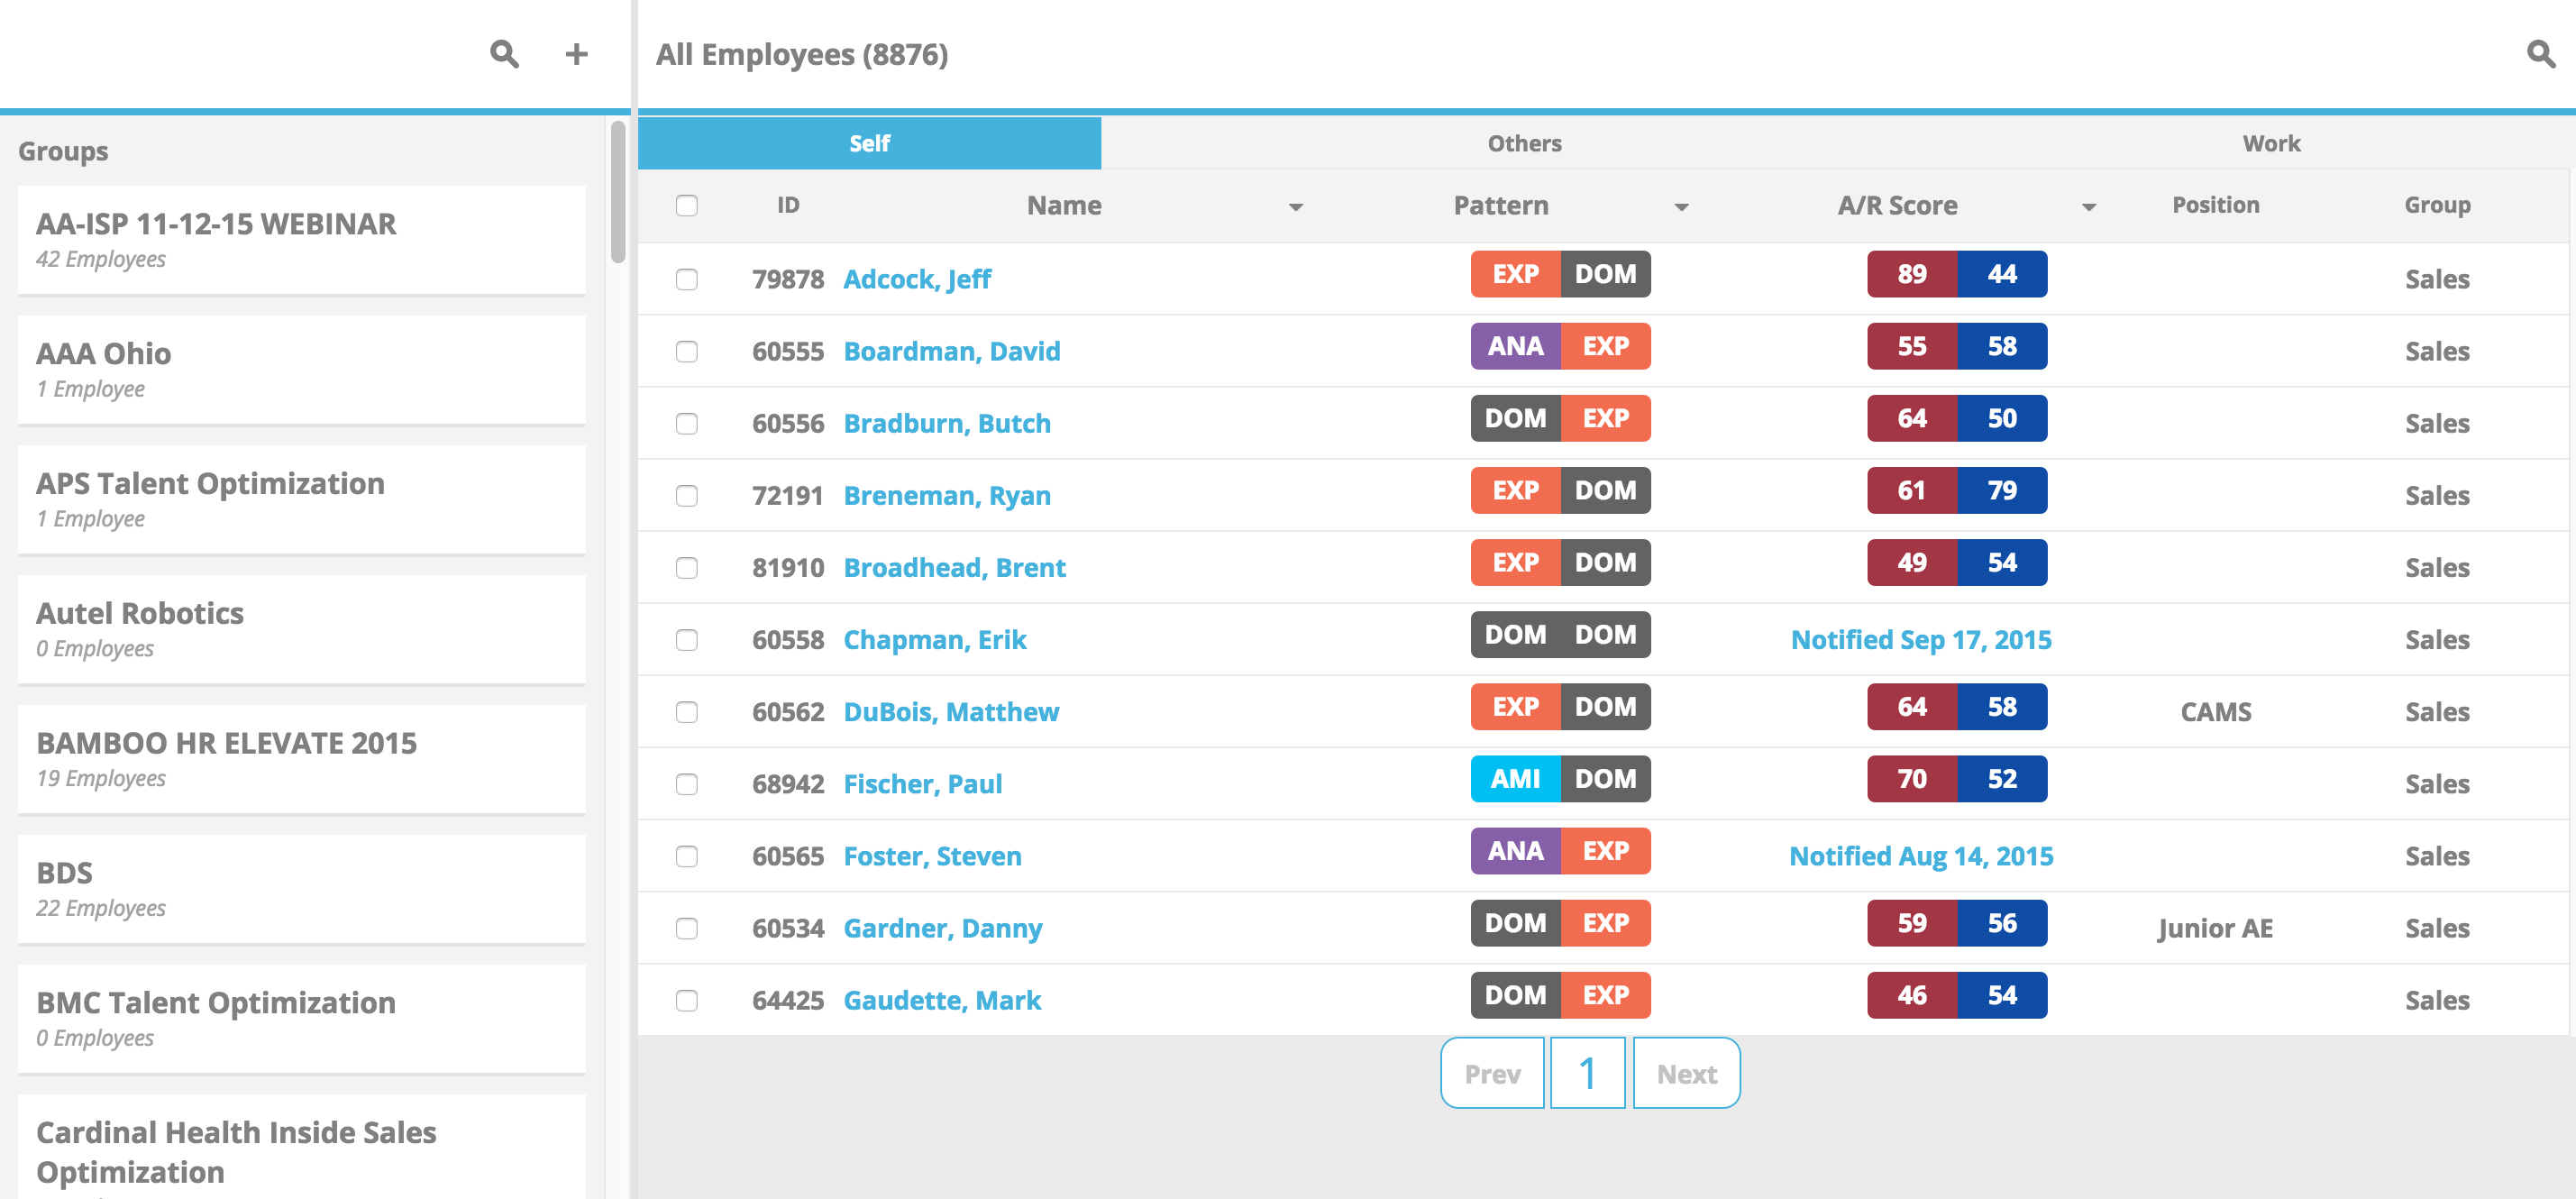 All Employees (8876)
Groups
AA-ISP 11-12-15 WEBINAR
42 Employees
AAA Ohio
1 Employee
APS Talent Optimization
1 Employee
Autel Robotics
0 Employees
BAMBOO HR ELEVATE 2015
19 Employees
BDS
22 Employees
BMC Talent Optimization
0 Employees
Cardinal Health Inside Sales
Optimization
Self Others Work
ID Name Pattern A/R Score Position Group
79878 Adcock, Jeff EXP DOM 89 44 Sales
60555 Boardman, David ANA EXP 55 58 Sales
60556 Bradburn, Butch DOM EXP 64 50 Sales
72191 Breneman, Ryan EXP DOM 61 79 Sales
81910 Broadhead, Brent EXP DOM 49 54 Sales
60558 Chapman, Erik DOM DOM Notified Sep 17, 2015 Sales
60562 DuBois, Matthew EXP DOM 64 58 CAMS Sales
68942 Fischer, Paul AMI DOM 70 52 Sales
60565 Foster, Steven ANA EXP Notified Aug 14, 2015 Sales
60534 Gardner, Danny DOM EXP 59 56 Junior AE Sales
64425 Gaudette, Mark DOM EXP 46 54 Sales
Prev 1 Next